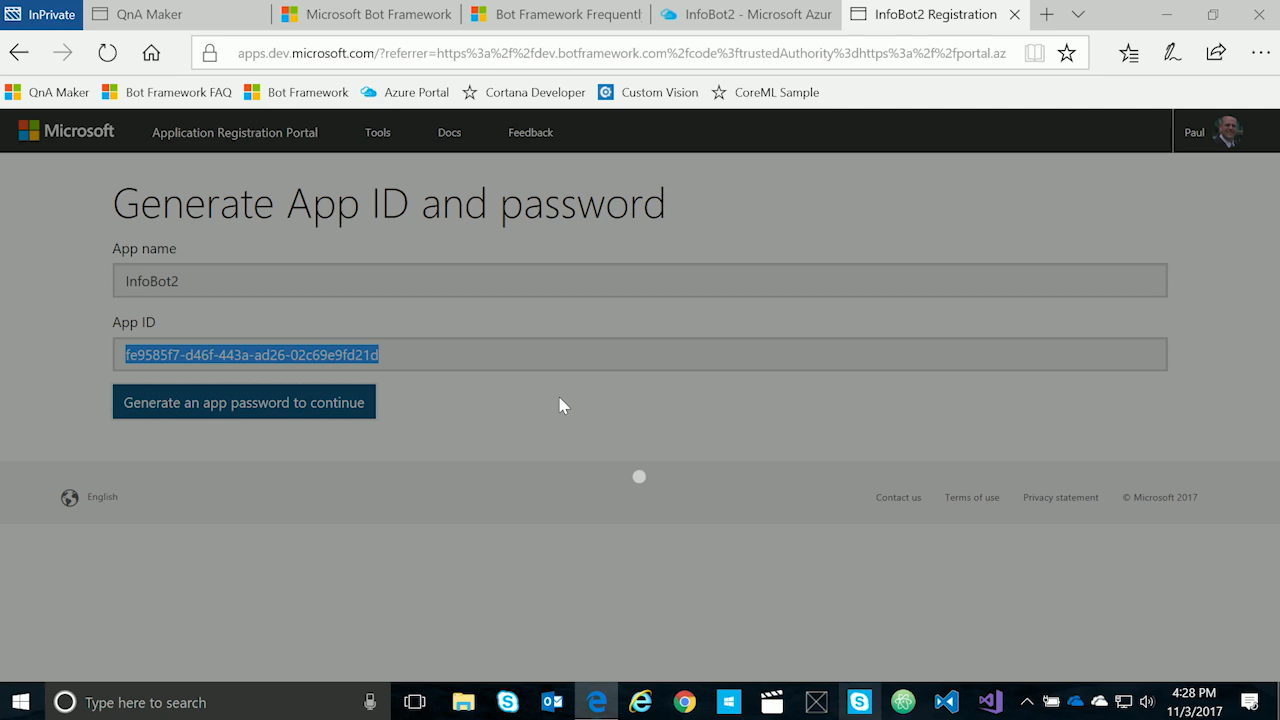 InPrivate
QnA Maker
Microsoft Bot Framework
Bot Framework Frequentl
InfoBot2 - Microsoft Azur
InfoBot2 Registration
apps.dev.microsoft.com/?referrer=https%3a%2f%2fdev.botframework.com%2fcode%3ftrustedAuthority%3dhttps%3a%2f%2fportal.az
QnA Maker
Bot Framework FAQ
Bot Framework
Azure Portal
Cortana Developer
Custom Vision
CoreML Sample
Microsoft
Application Registration Portal
Tools
Docs
Feedback
Paul
Generate App ID and password
App name
InfoBot2
App ID
fe9585f7-d46f-443a-ad26-02c69e9fd21d
Generate an app password to continue
English
Contact us
Terms of use
Privacy statement
© Microsoft 2017
Type here to search
4:28 PM
11/3/2017